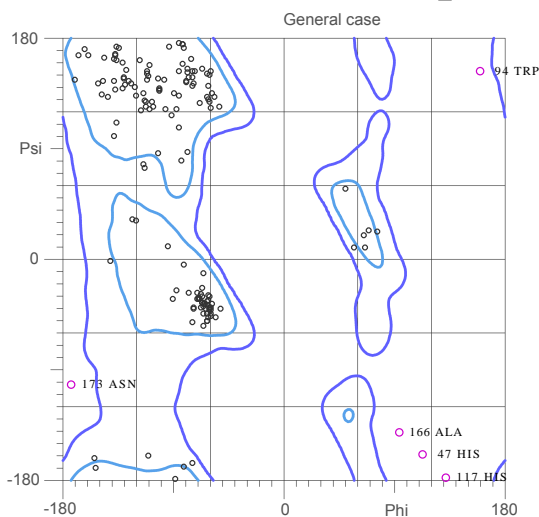 General case
180
94 TRP
Psi
0
173 ASN
166 ALA
47 HIS
117 HIS
-180
-180
0
Phi
180